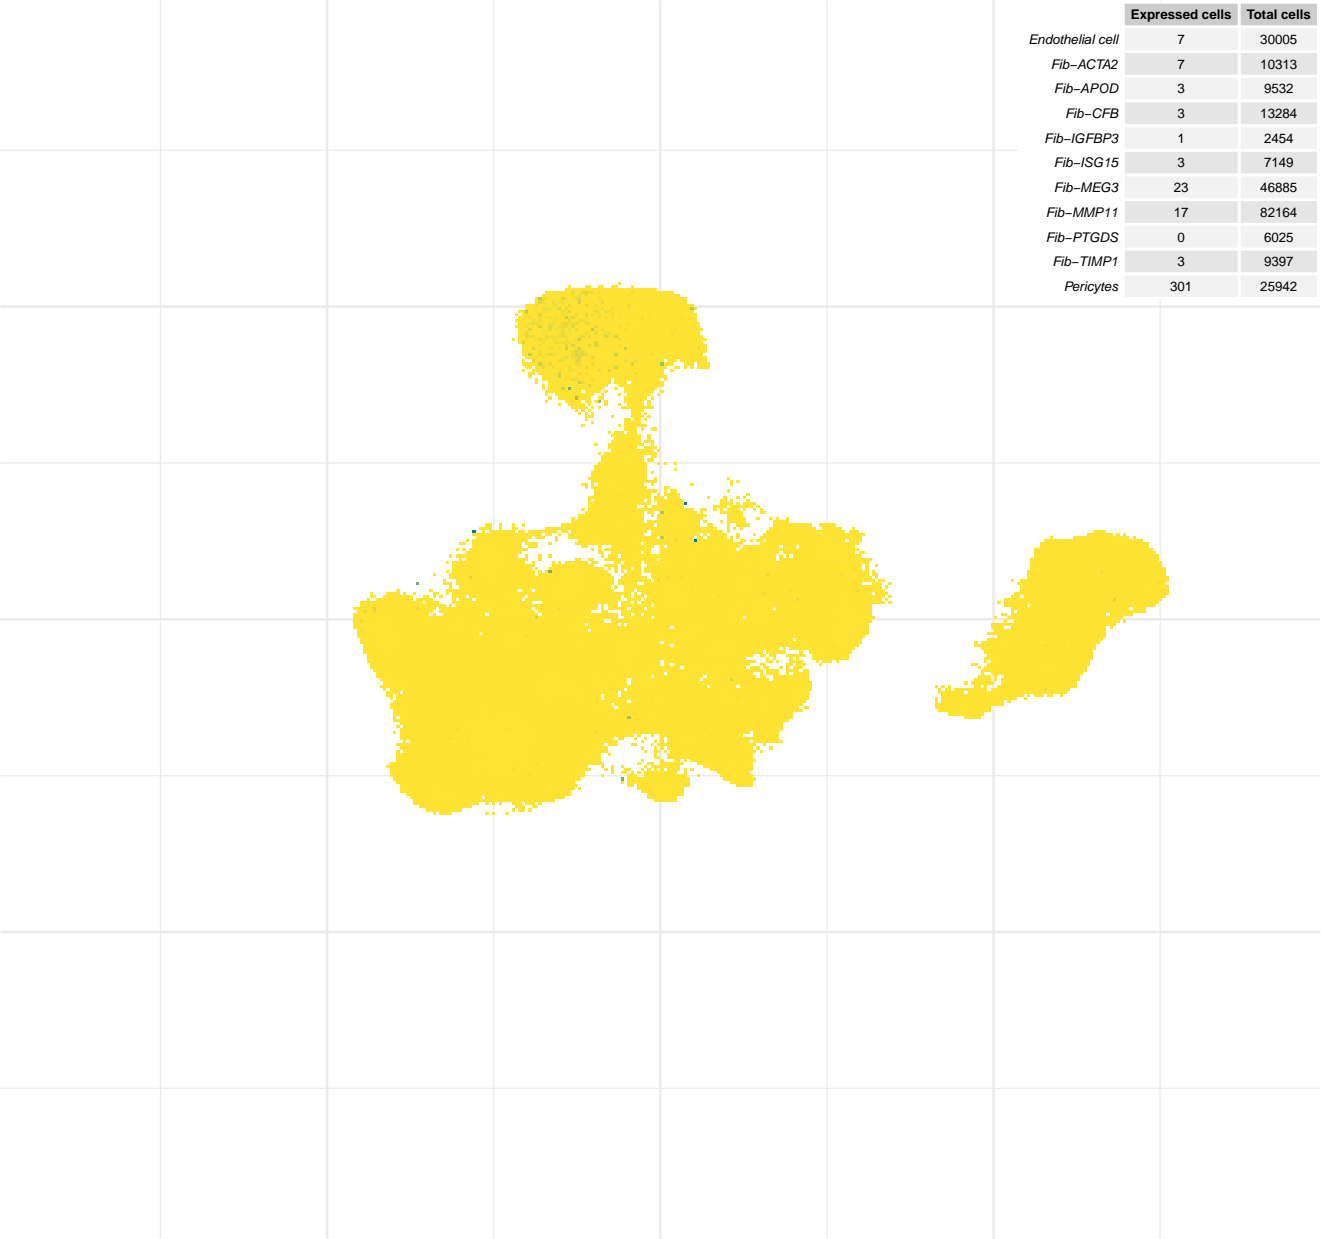 Expressed cells Total cells
Endothelial cell 7 30005
Fib−ACTA2 7 10313
Fib−APOD 3 9532
Fib−CFB 3 13284
Fib−IGFBP3 1 2454
Fib−ISG15 3 7149
Fib−MEG3 23 46885
Fib−MMP11 17 82164
Fib−PTGDS 0 6025
Fib−TIMP1 3 9397
Pericytes 301 25942